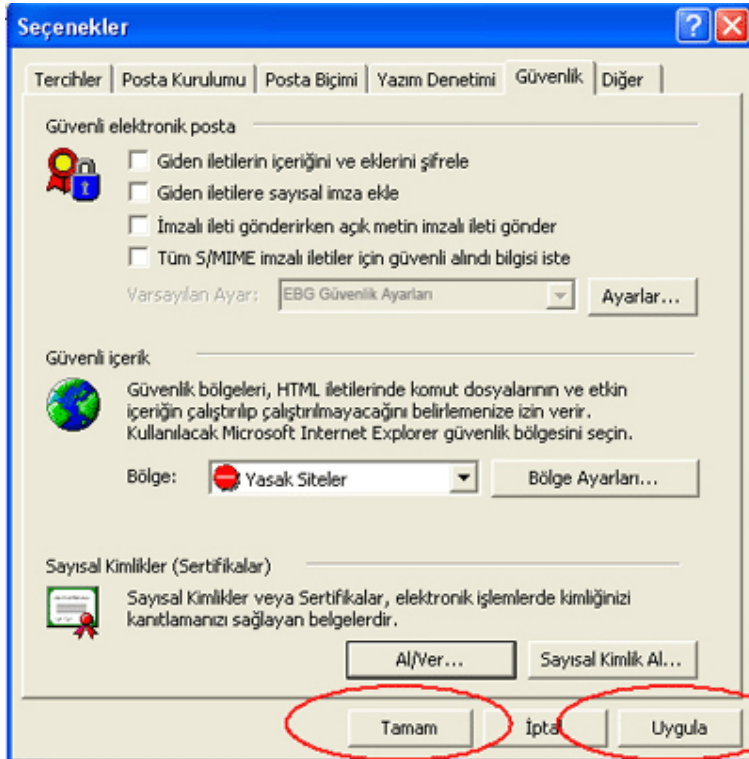 Seçenekler
Tercihler Posta Kurulumu Posta Biçimi Yazım Denetimi Güvenlik Diğer
Güvenli elektronik posta
Giden iletilerin içeriğini ve eklerini şifrele
Giden iletilere sayısal imza ekle
İmzalı ileti gönderirken açık metin imzalı ileti gönder
Tüm S/MIME imzalı iletiler için güvenli alındı bilgisi iste
Varsayılan Ayar: EBG Güvenlik Ayarları Ayarlar...
Güvenli içerik
Güvenlik bölgeleri, HTML iletilerinde komut dosyalarının ve etkin
içeriğin çalıştırılıp çalıştırılmayacağını belirlemenize izin verir.
Kullanılacak Microsoft Internet Explorer güvenlik bölgesini seçin.
Bölge: Yasak Siteler Bölge Ayarları...
Sayısal Kimlikler (Sertifikalar)
Sayısal Kimlikler veya Sertifikalar, elektronik işlemlerde kimliğinizi
kanıtlamanızı sağlayan belgelerdir.
Al/Ver... Sayısal Kimlik Al...
Tamam İptal Uygula